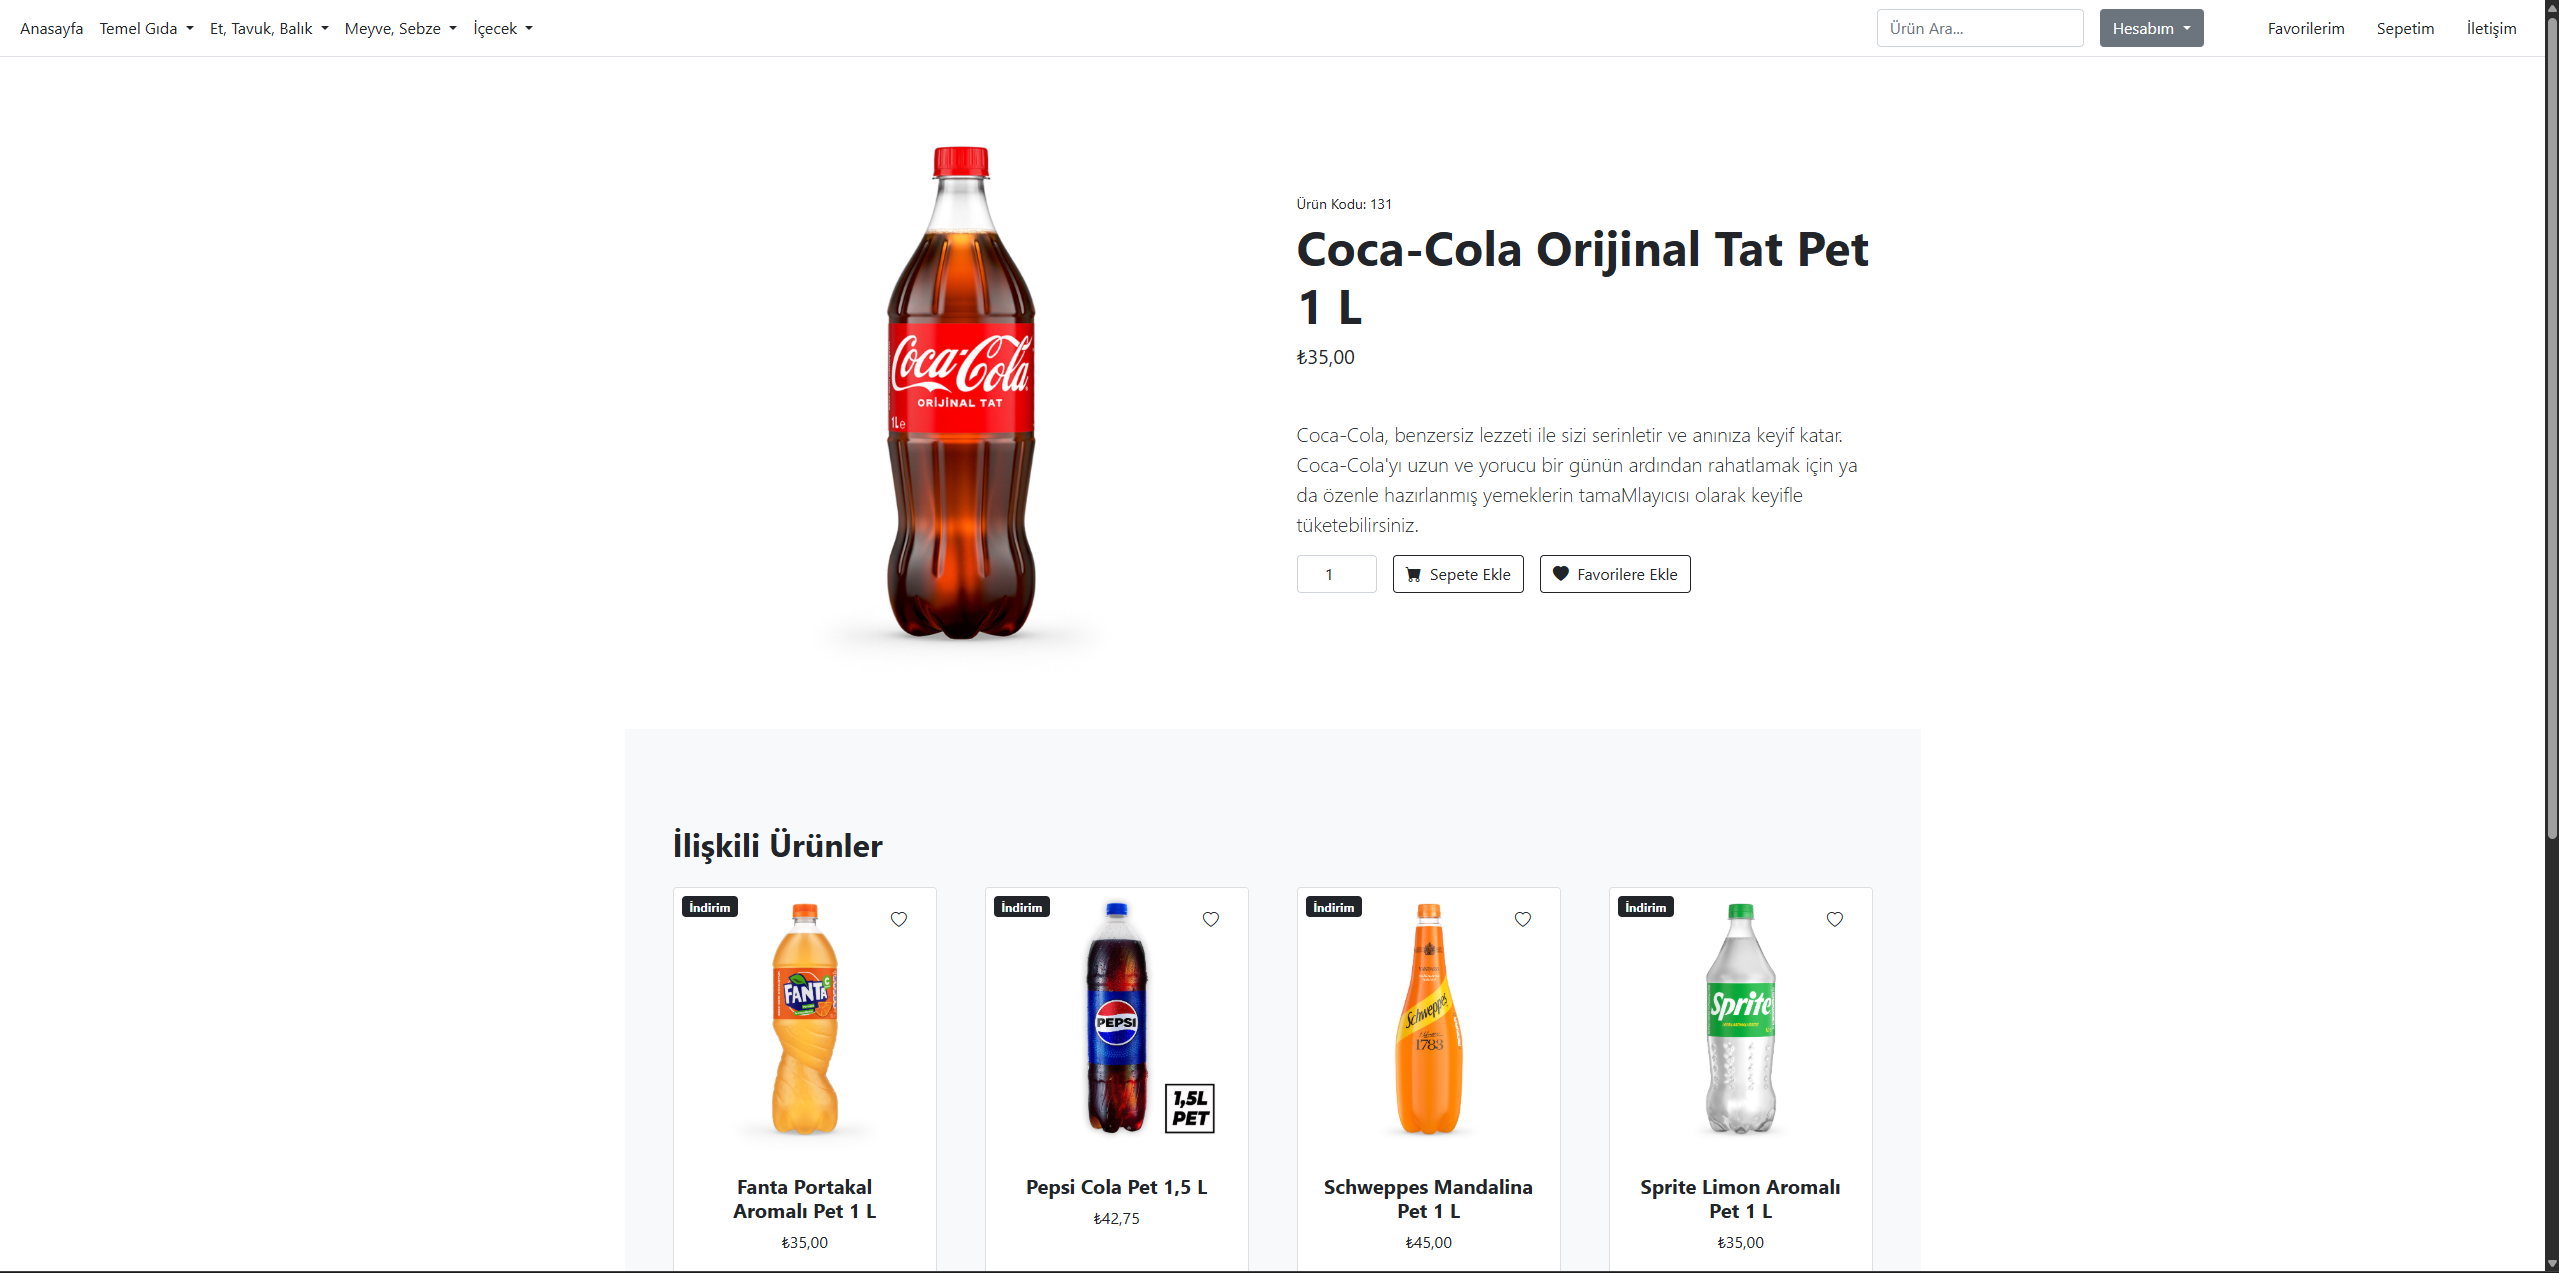 Anasayfa Temel Gıda Et, Tavuk, Balık Meyve, Sebze İçecek Ürün Ara... Hesabım Favorilerim Sepetim İletişim
Ürün Kodu: 131
Coca-Cola Orijinal Tat Pet
1 L
₺35,00
Coca-Cola
ORİJİNAL TAT
1Le
Coca-Cola, benzersiz lezzeti ile sizi serinletir ve anınıza keyif katar.
Coca-Cola'yı uzun ve yorucu bir günün ardından rahatlamak için ya
da özenle hazırlanmış yemeklerin tamaMlayıcısı olarak keyifle
tüketebilirsiniz.
1 Sepete Ekle Favorilere Ekle
İlişkili Ürünler
İndirim İndirim İndirim İndirim
FANTA
PEPSI
1,5L
PET
Schweppes
1783
Sprite
Fanta Portakal
Aromalı Pet 1 L
₺35,00
Pepsi Cola Pet 1,5 L
₺42,75
Schweppes Mandalina
Pet 1 L
₺45,00
Sprite Limon Aromalı
Pet 1 L
₺35,00